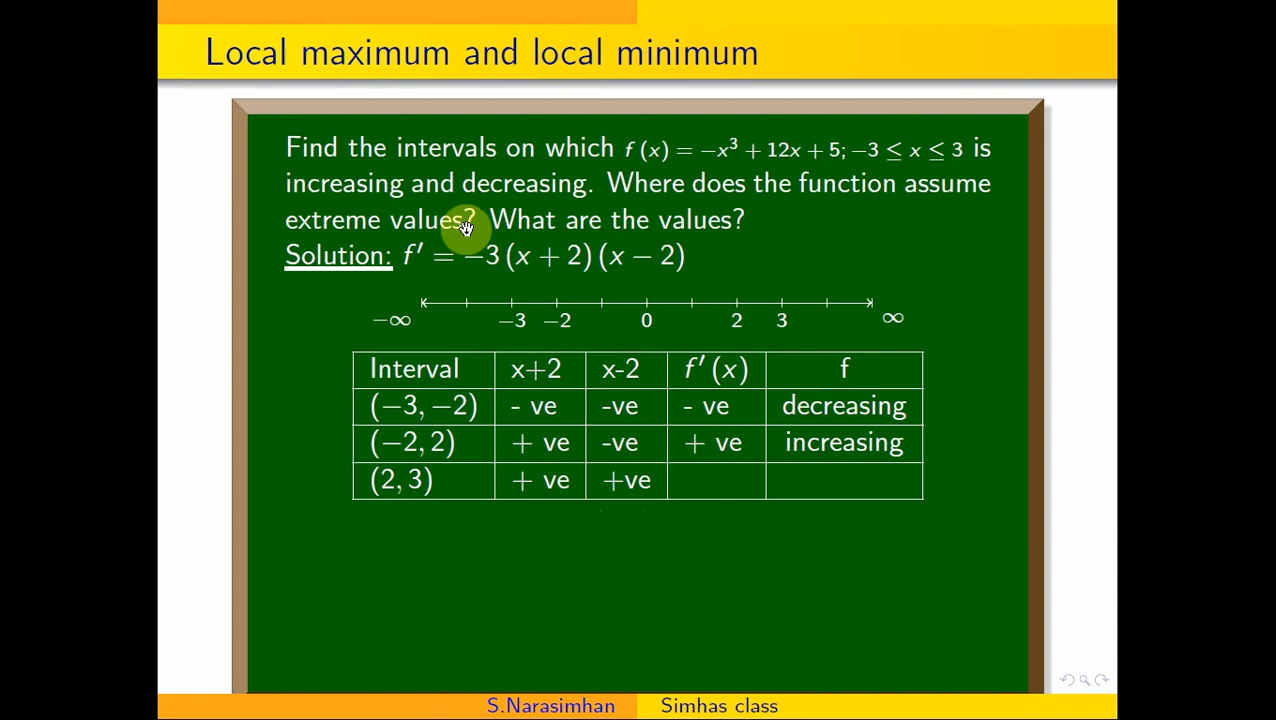 Local maximum and local minimum
Find the intervals on which f (x) = −x³ + 12x + 5; −3 ≤ x ≤ 3 is
increasing and decreasing. Where does the function assume
extreme values? What are the values?
Solution: f′ = −3 (x + 2) (x − 2)
−∞ −3 −2 0 2 3 ∞
Interval x+2 x-2 f′ (x) f
(−3, −2) - ve -ve - ve decreasing
(−2, 2) + ve -ve + ve increasing
(2, 3) + ve +ve
S.Narasimhan Simhas class